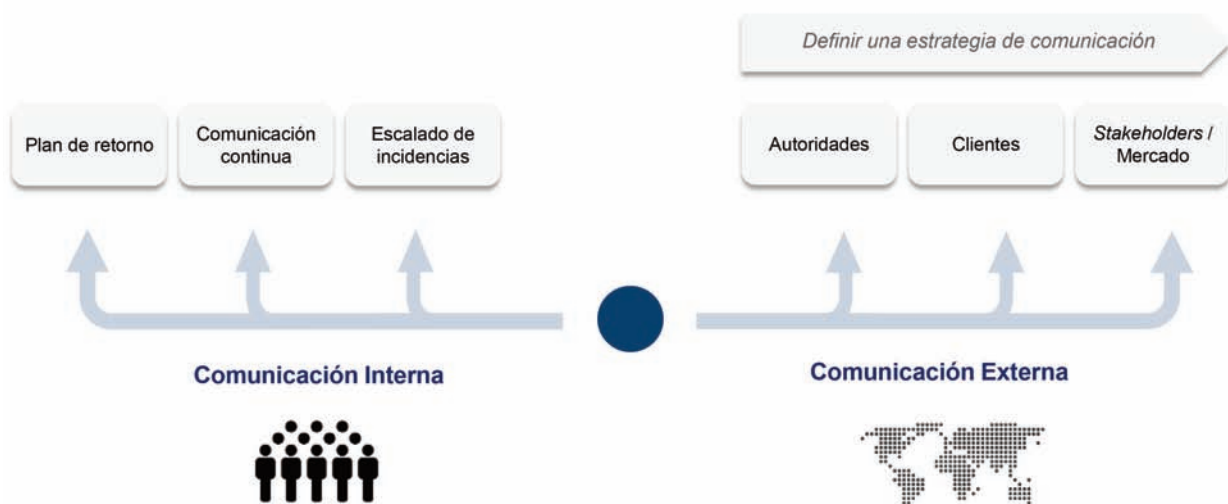 Definir una estrategia de comunicación
Plan de retorno
Comunicación
continua
Escalado de
incidencias
Autoridades
Clientes
Stakeholders /
Mercado
Comunicación Interna
Comunicación Externa